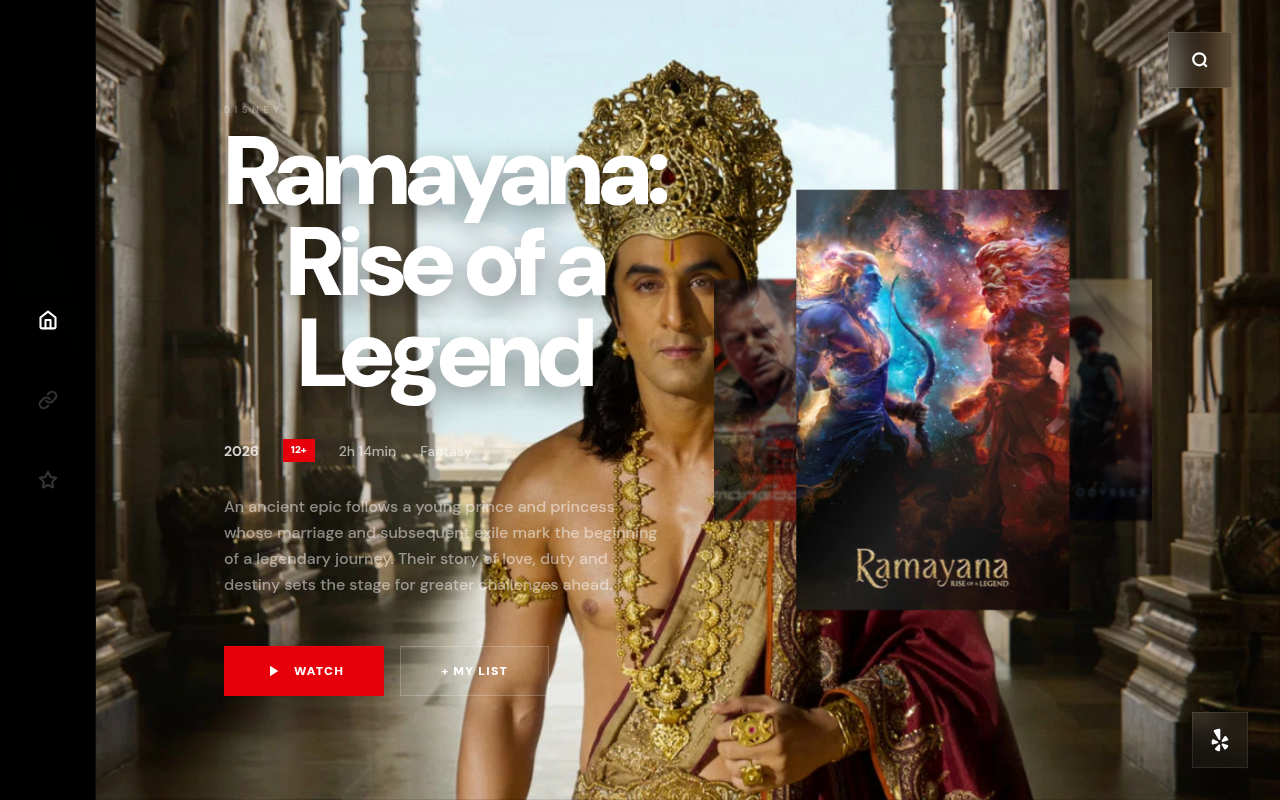 DISNEY
Ramayana:
Rise of a
Legend
2026 12+ 2h 14min Fantasy
An ancient epic follows a young prince and princess
whose marriage and subsequent exile mark the beginning
of a legendary journey. Their story of love, duty and
destiny sets the stage for greater challenges ahead.
WATCH
+ MY LIST
Ramayana
RISE OF A LEGEND
ODYSSEY